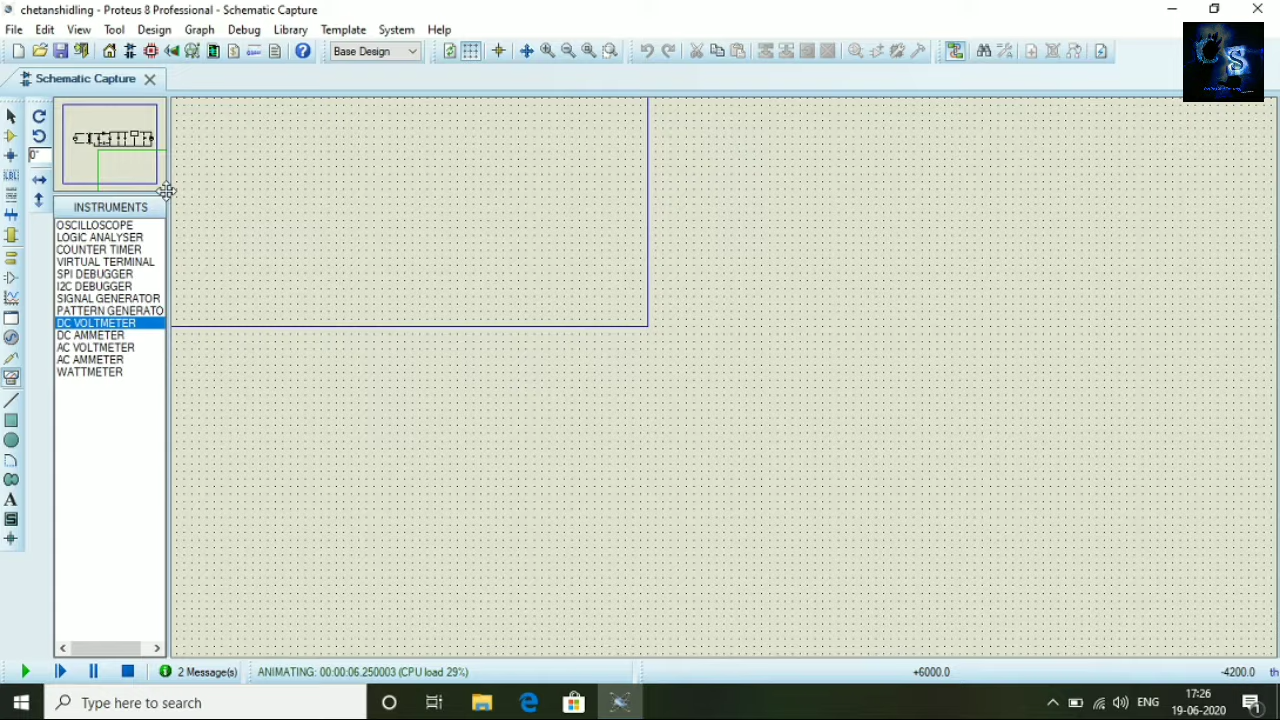 chetanshidling - Proteus 8 Professional - Schematic Capture
File Edit View Tool Design Graph Debug Library Template System Help
Base Design
Schematic Capture
0°
LBL
INSTRUMENTS
OSCILLOSCOPE
LOGIC ANALYSER
COUNTER TIMER
VIRTUAL TERMINAL
SPI DEBUGGER
I2C DEBUGGER
SIGNAL GENERATOR
PATTERN GENERATO
DC VOLTMETER
DC AMMETER
AC VOLTMETER
AC AMMETER
WATTMETER
A
2 Message(s) ANIMATING: 00:00:06.250003 (CPU load 29%) +6000.0 -4200.0 th
Type here to search
ENG
17:26
19-06-2020